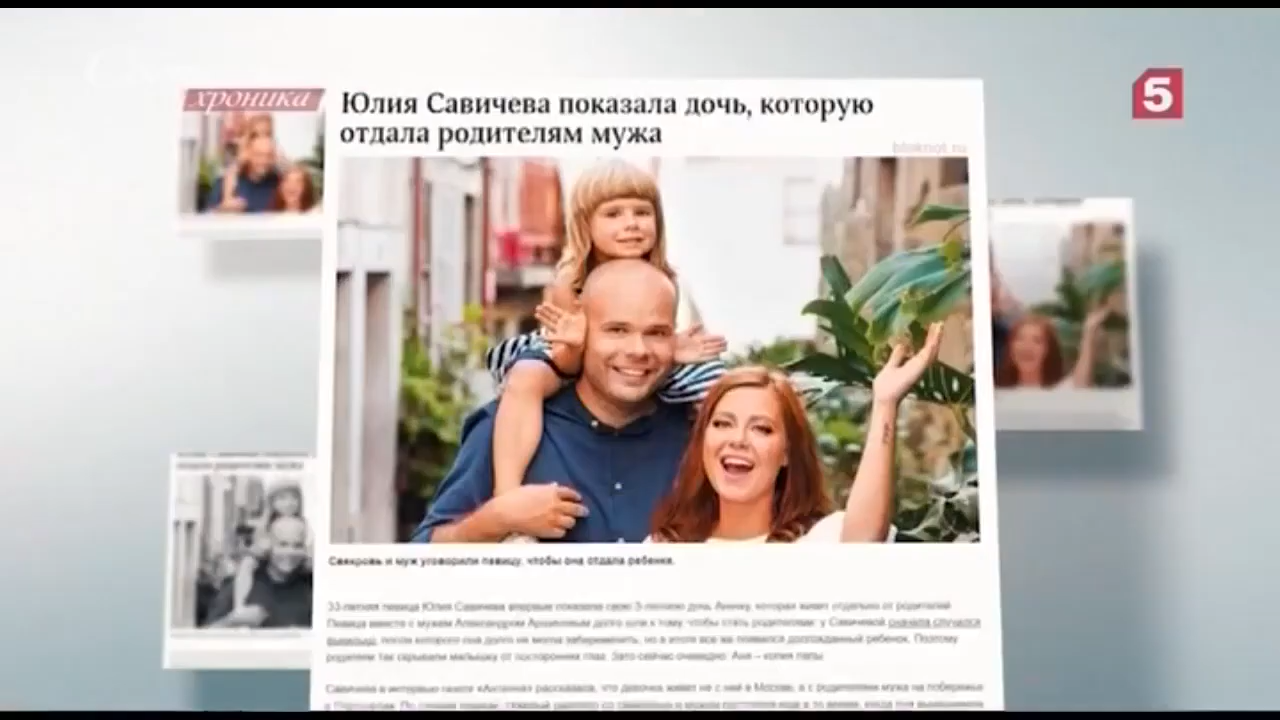 хроника
Юлия Савичева показала дочь, которую
отдала родителям мужа
bloknot.ru
5
Свекровь и муж уговорили певицу, чтобы она отдала ребенка.
33-летняя певица Юлия Савичева впервые показала свою 3-летнюю дочь Анечку, которая живет отдельно от родителей.
Певица вместе с мужем Александром Аршиновым долго шли к тому, чтобы стать родителями: у Савичевой сначала случился
выкидыш, после которого она долго не могла забеременеть, но в итоге все же появился долгожданный ребенок. Поэтому
родители так скрывали малышку от посторонних глаз. Зато сейчас очевидно: Аня – копия папы.
Савичева в интервью газете «Антенна» рассказала, что девочка живет не с ней в Москве, а с родителями мужа на побережье